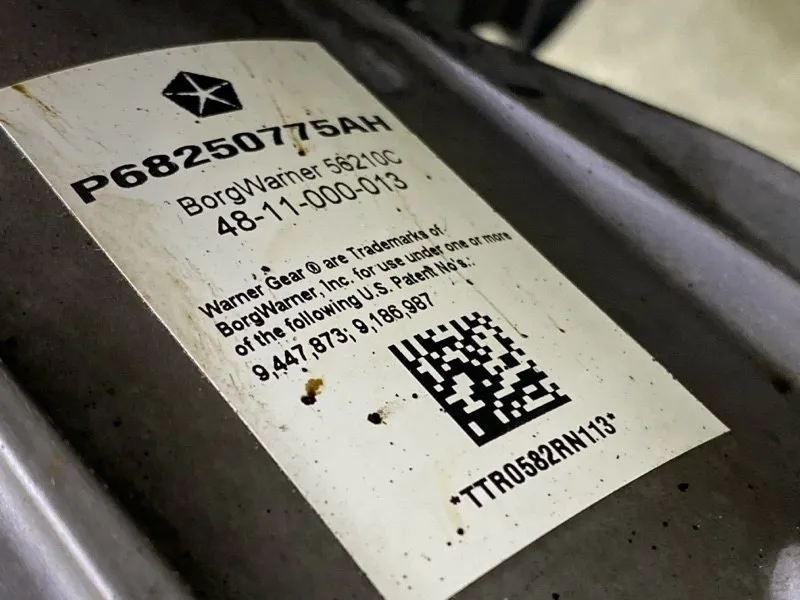 P68250775AH
BorgWarner 56210C
48-11-000-013
Warner Gear ® are Trademarks of
BorgWarner, Inc. for use under one or more
of the following U.S. Patent No's.:
9,447,873; 9,186,987
*TTR0582RN113*